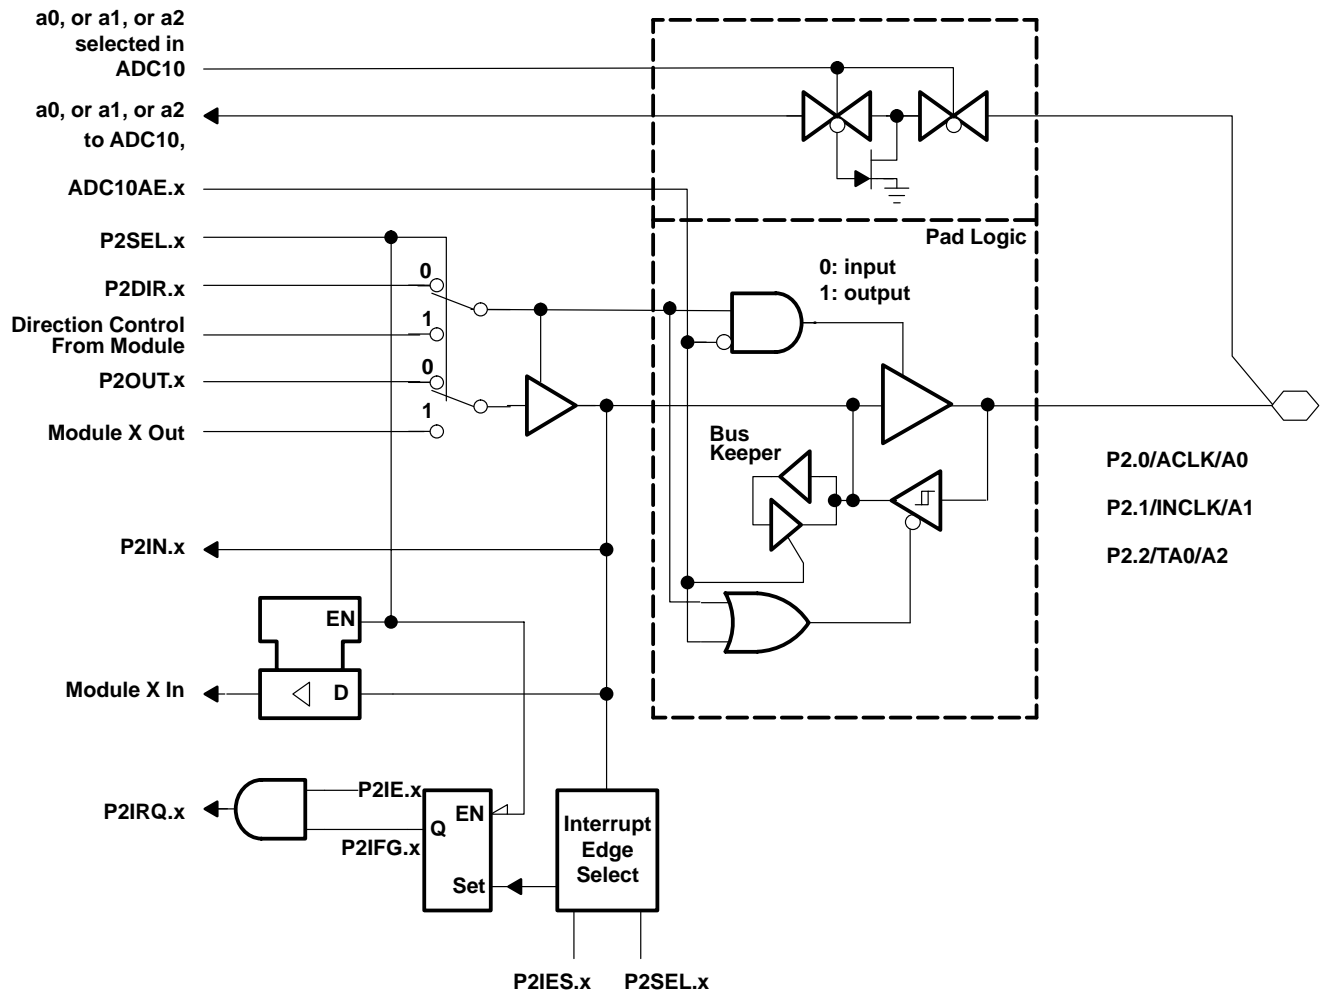 a0, or a1, or a2
selected in
ADC10
a0, or a1, or a2
to ADC10,
ADC10AE.x
P2SEL.x
Pad Logic
0
P2DIR.x
0: input
1: output
1
Direction Control
From Module
0
P2OUT.x
1
Module X Out
Bus
Keeper
P2.0/ACLK/A0
P2.1/INCLK/A1
P2.2/TA0/A2
P2IN.x
EN
Module X In
D
P2IE.x
P2IRQ.x
EN
Q
P2IFG.x
Set
Interrupt
Edge
Select
P2IES.x
P2SEL.x